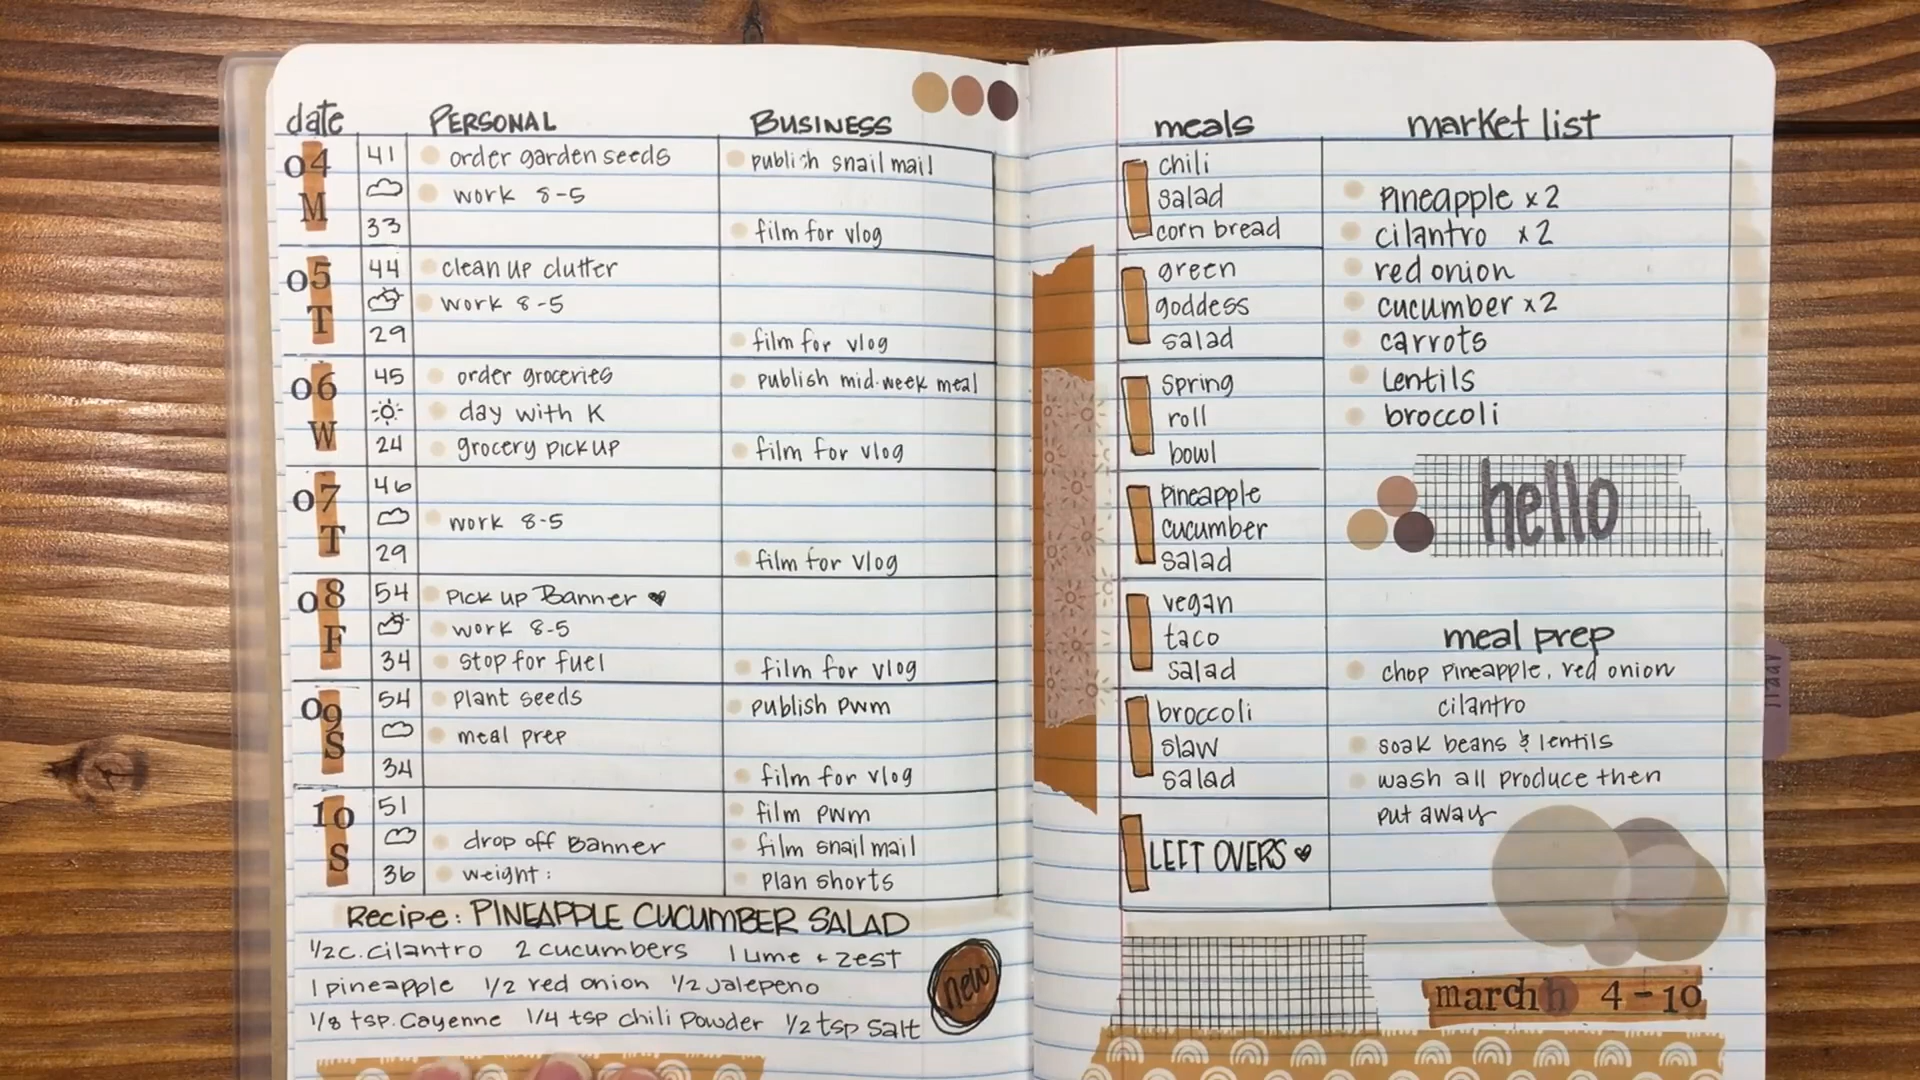 date PERSONAL BUSINESS
04 M
41
33
order garden seeds
work 8-5
publish snail mail
film for vlog
05 T
44
29
clean up clutter
work 8-5
film for vlog
06 W
45
24
order groceries
day with K
grocery pick up
publish mid-week meal
film for vlog
07 T
46
29
work 8-5
film for vlog
08 F
54
34
pick up Banner ♥
work 8-5
stop for fuel
film for vlog
09 S
54
34
plant seeds
meal prep
publish pwm
film for vlog
10 S
51
36
drop off Banner
weight:
film pwm
film snail mail
plan shorts
Recipe: PINEAPPLE CUCUMBER SALAD
1/2 c. cilantro 2 cucumbers 1 lime + zest
1 pineapple 1/2 red onion 1/2 jalepeno
1/8 tsp. Cayenne 1/4 tsp chili powder 1/2 tsp salt
new
meals
chili
salad
corn bread
green
goddess
salad
spring
roll
bowl
pineapple
cucumber
salad
vegan
taco
salad
broccoli
slaw
salad
LEFT OVERS ♥
market list
pineapple x 2
cilantro x 2
red onion
cucumber x 2
carrots
lentils
broccoli
hello
meal prep
chop pineapple, red onion
cilantro
soak beans & lentils
wash all produce then
put away
march h 4-10
April